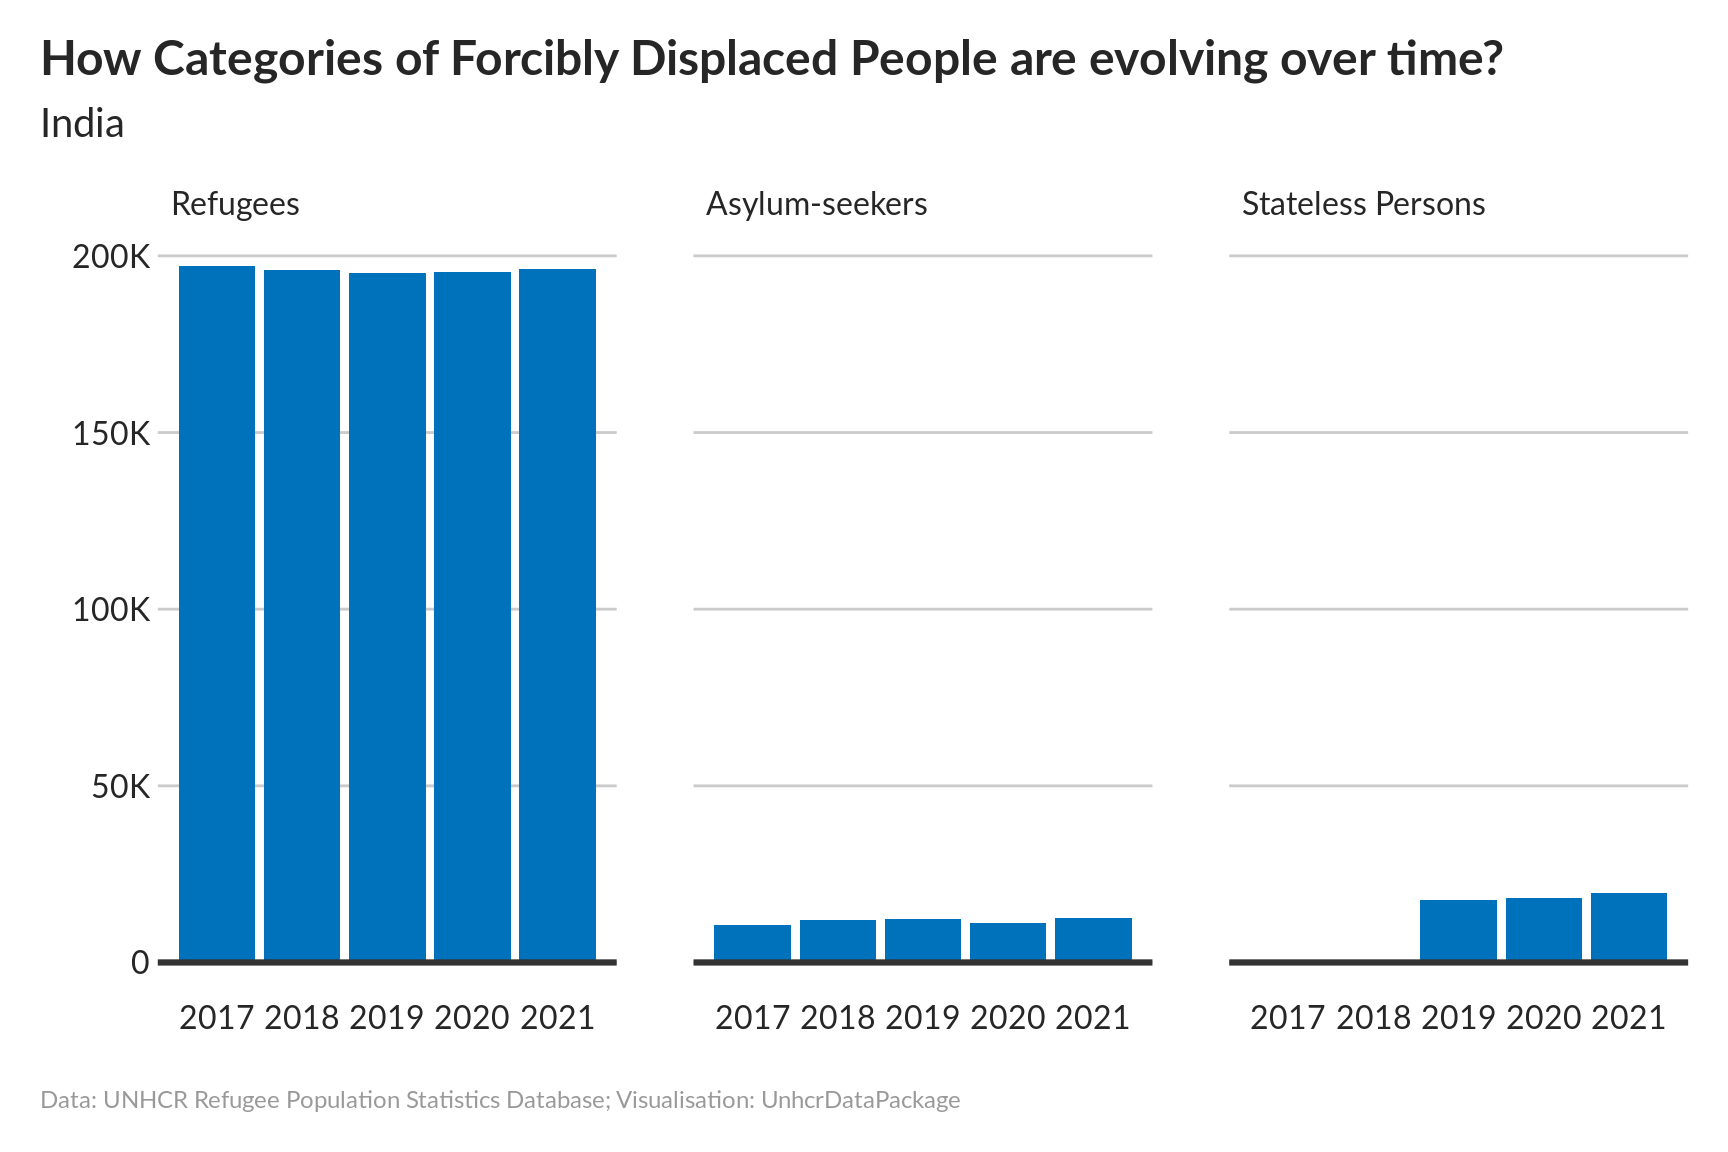 How Categories of Forcibly Displaced People are evolving over time?
India
Refugees
Asylum-seekers
Stateless Persons
200K
150K
100K
50K
0
2017 2018 2019 2020 2021
2017 2018 2019 2020 2021
2017 2018 2019 2020 2021
Data: UNHCR Refugee Population Statistics Database; Visualisation: UnhcrDataPackage